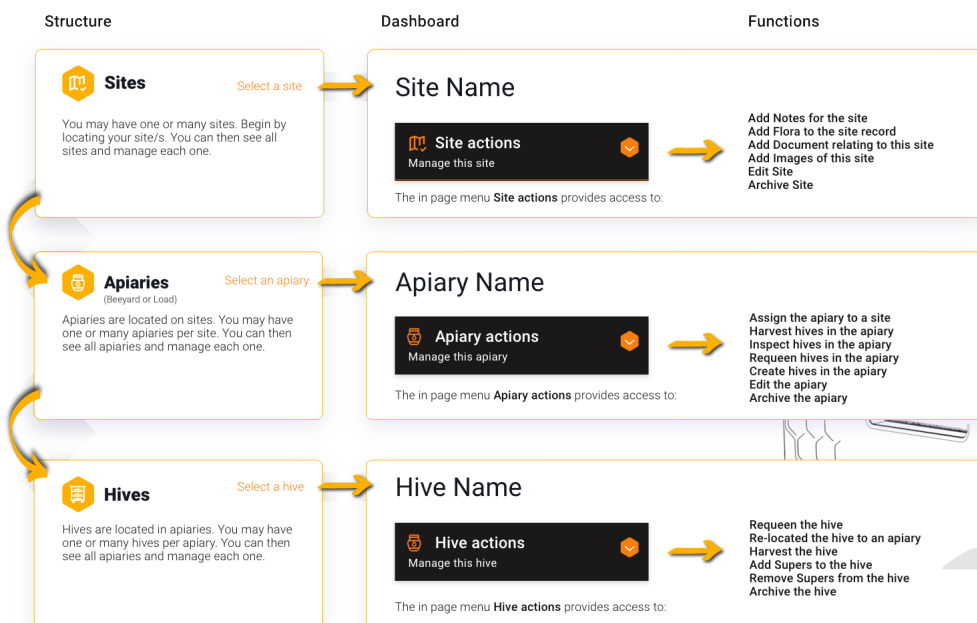 Structure
Dashboard
Functions
Sites
Select a site
You may have one or many sites. Begin by
locating your site/s. You can then see all
sites and manage each one.
Site Name
Site actions
Manage this site
The in page menu Site actions provides access to:
Add Notes for the site
Add Flora to the site record
Add Document relating to this site
Add Images of this site
Edit Site
Archive Site
Apiaries
(Beeyard or Load)
Select an apiary
Apiaries are located on sites. You may have
one or many apiaries per site. You can then
see all apiaries and manage each one.
Apiary Name
Apiary actions
Manage this apiary
The in page menu Apiary actions provides access to:
Assign the apiary to a site
Harvest hives in the apiary
Inspect hives in the apiary
Requeen hives in the apiary
Create hives in the apiary
Edit the apiary
Archive the apiary
Hives
Select a hive
Hives are located in apiaries. You may have
one or many hives per apiary. You can then
see all apiaries and manage each one.
Hive Name
Hive actions
Manage this hive
The in page menu Hive actions provides access to:
Requeen the hive
Re-located the hive to an apiary
Harvest the hive
Add Supers to the hive
Remove Supers from the hive
Archive the hive